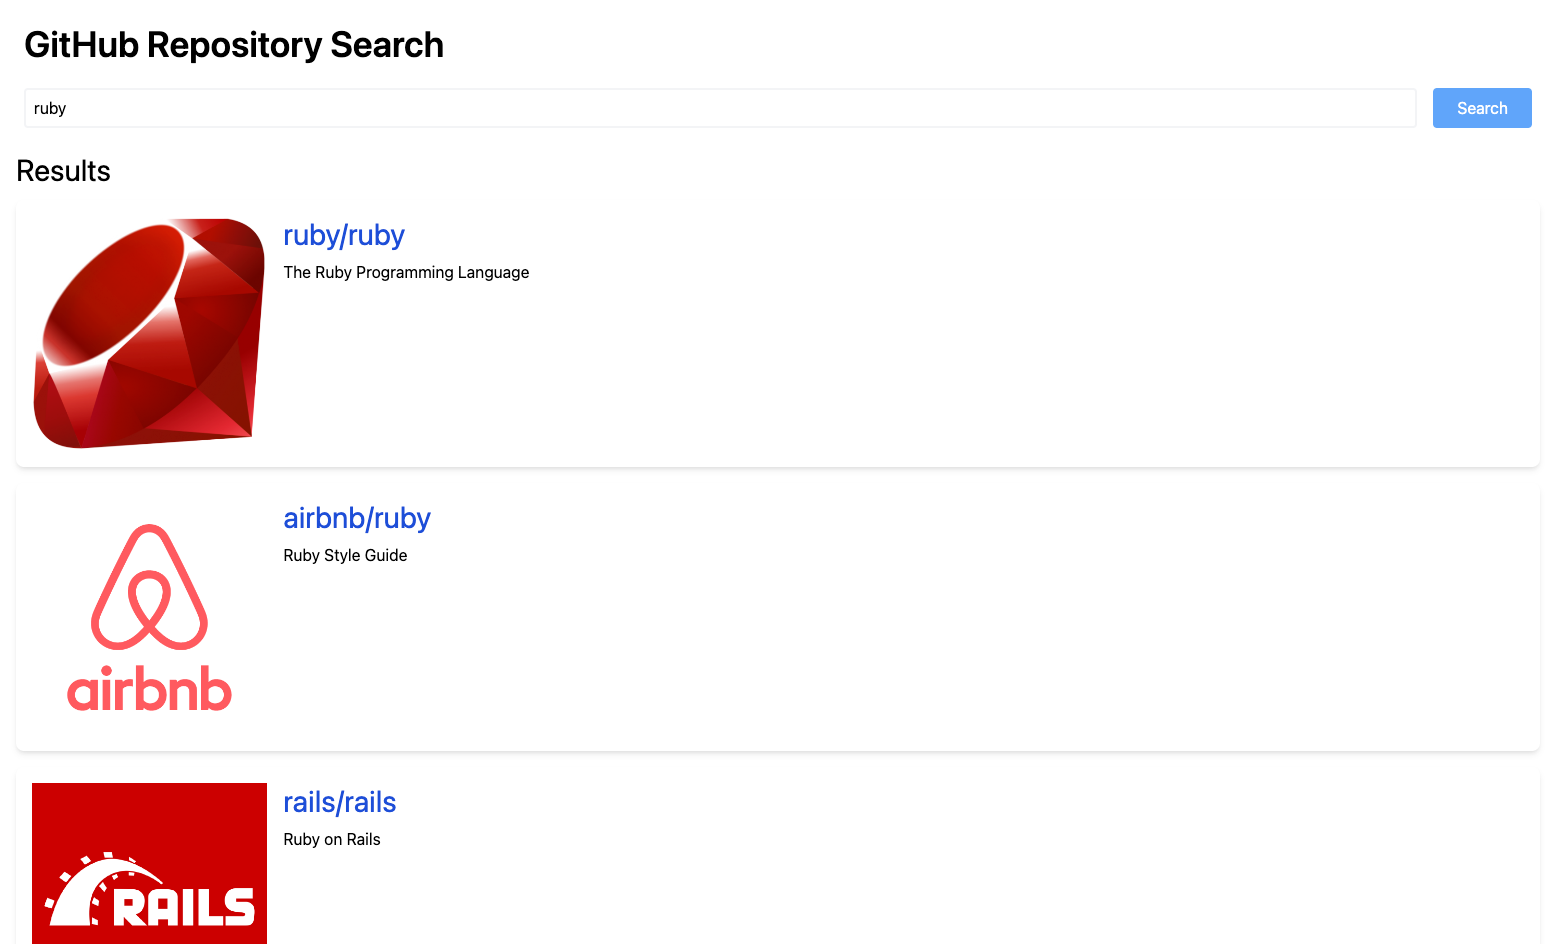 GitHub Repository Search
ruby
Search
Results
ruby/ruby
The Ruby Programming Language
airbnb/ruby
Ruby Style Guide
airbnb
rails/rails
Ruby on Rails
RAILS